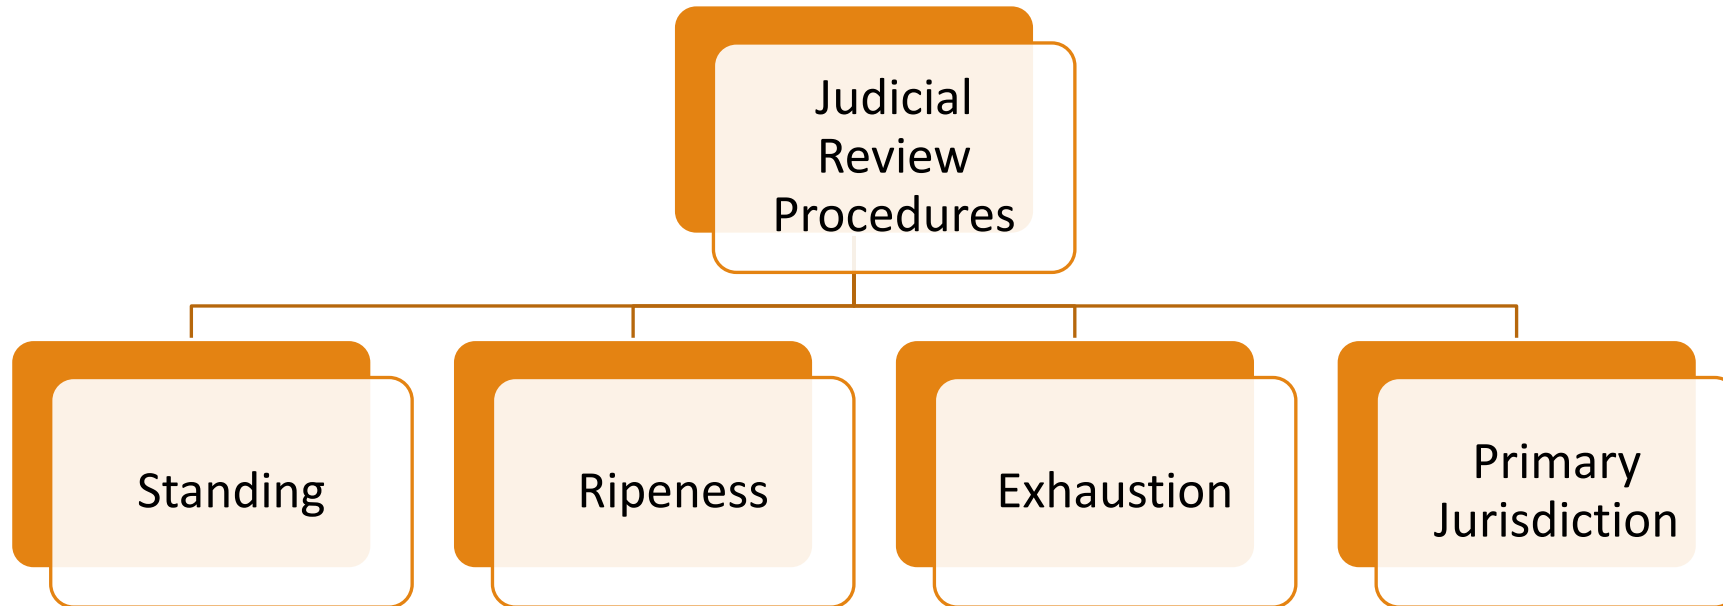 Judicial
Review
Procedures
Standing
Ripeness
Exhaustion
Primary
Jurisdiction